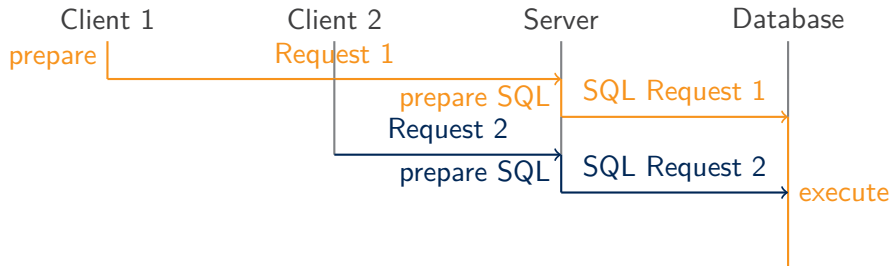 Client 1 Client 2 Server Database
prepare Request 1
prepare SQL SQL Request 1
Request 2
prepare SQL SQL Request 2
execute